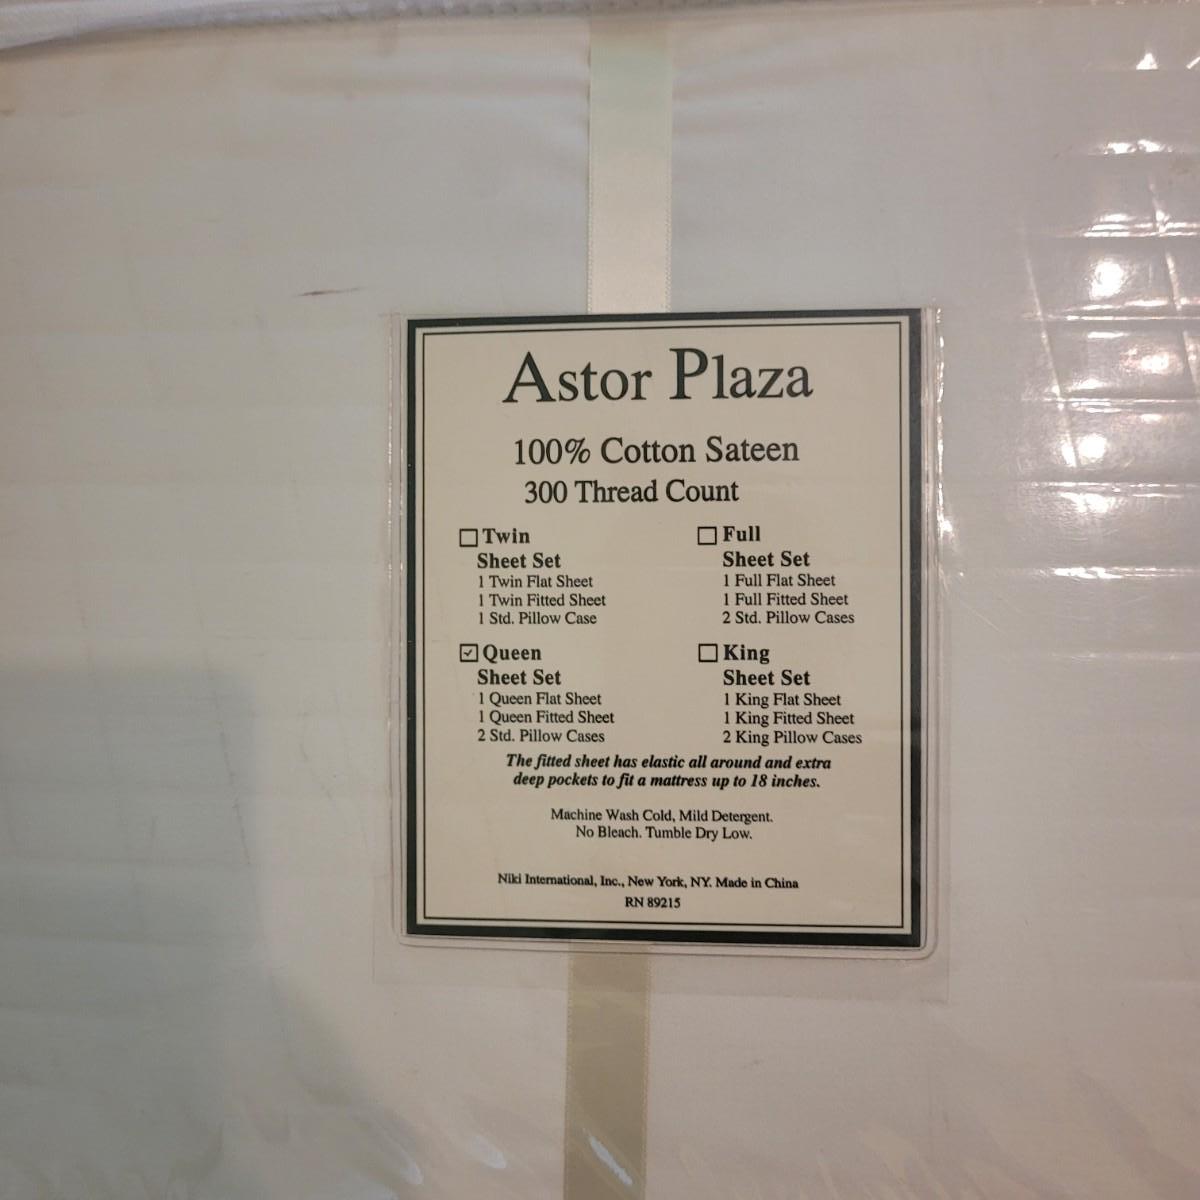 Astor Plaza
100% Cotton Sateen
300 Thread Count
☐ Twin
Sheet Set
1 Twin Flat Sheet
1 Twin Fitted Sheet
1 Std. Pillow Case
☐ Full
Sheet Set
1 Full Flat Sheet
1 Full Fitted Sheet
2 Std. Pillow Cases
☑ Queen
Sheet Set
1 Queen Flat Sheet
1 Queen Fitted Sheet
2 Std. Pillow Cases
☐ King
Sheet Set
1 King Flat Sheet
1 King Fitted Sheet
2 King Pillow Cases
The fitted sheet has elastic all around and extra
deep pockets to fit a mattress up to 18 inches.
Machine Wash Cold, Mild Detergent.
No Bleach. Tumble Dry Low.
Niki International, Inc., New York, NY. Made in China
RN 89215